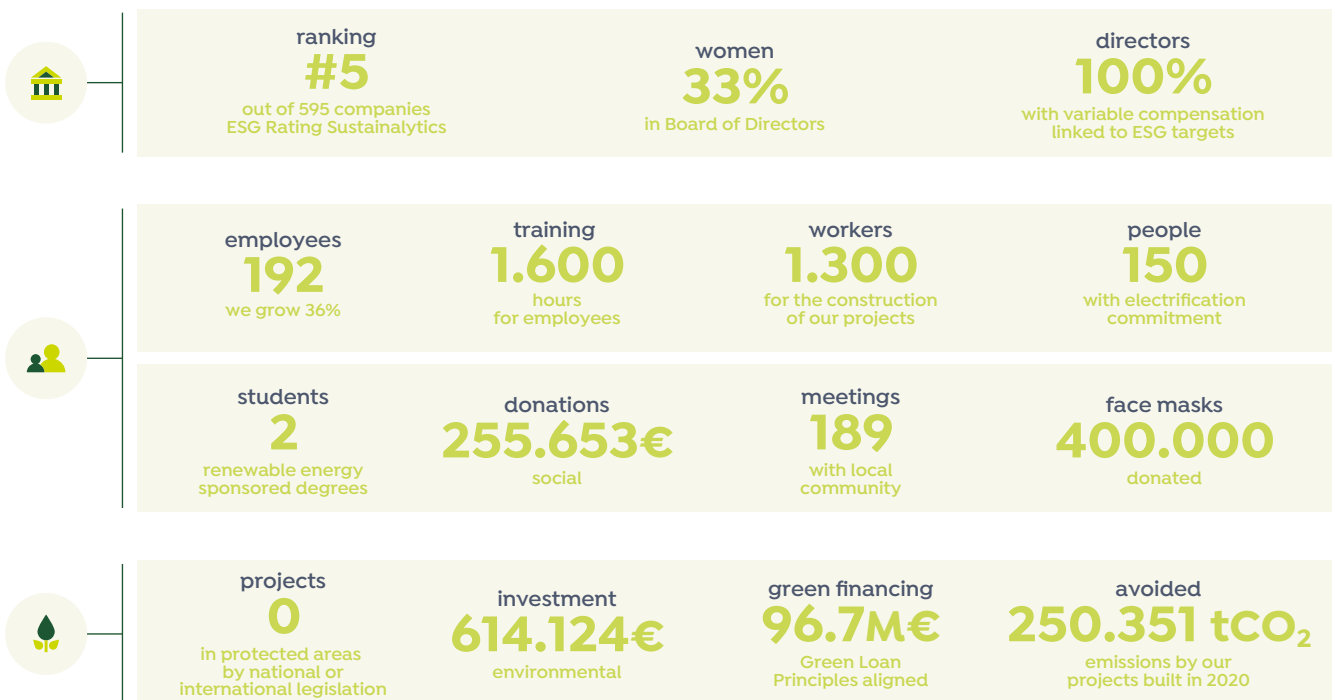 ranking
#5
out of 595 companies
ESG Rating Sustainalytics
women
33%
in Board of Directors
directors
100%
with variable compensation
linked to ESG targets
employees
192
we grow 36%
training
1.600
hours
for employees
workers
1.300
for the construction
of our projects
people
150
with electrification
commitment
students
2
renewable energy
sponsored degrees
donations
255.653€
social
meetings
189
with local
community
face masks
400.000
donated
projects
0
in protected areas
by national or
international legislation
investment
614.124€
environmental
green financing
96.7M€
Green Loan
Principles aligned
avoided
250.351 tCO₂
emissions by our
projects built in 2020